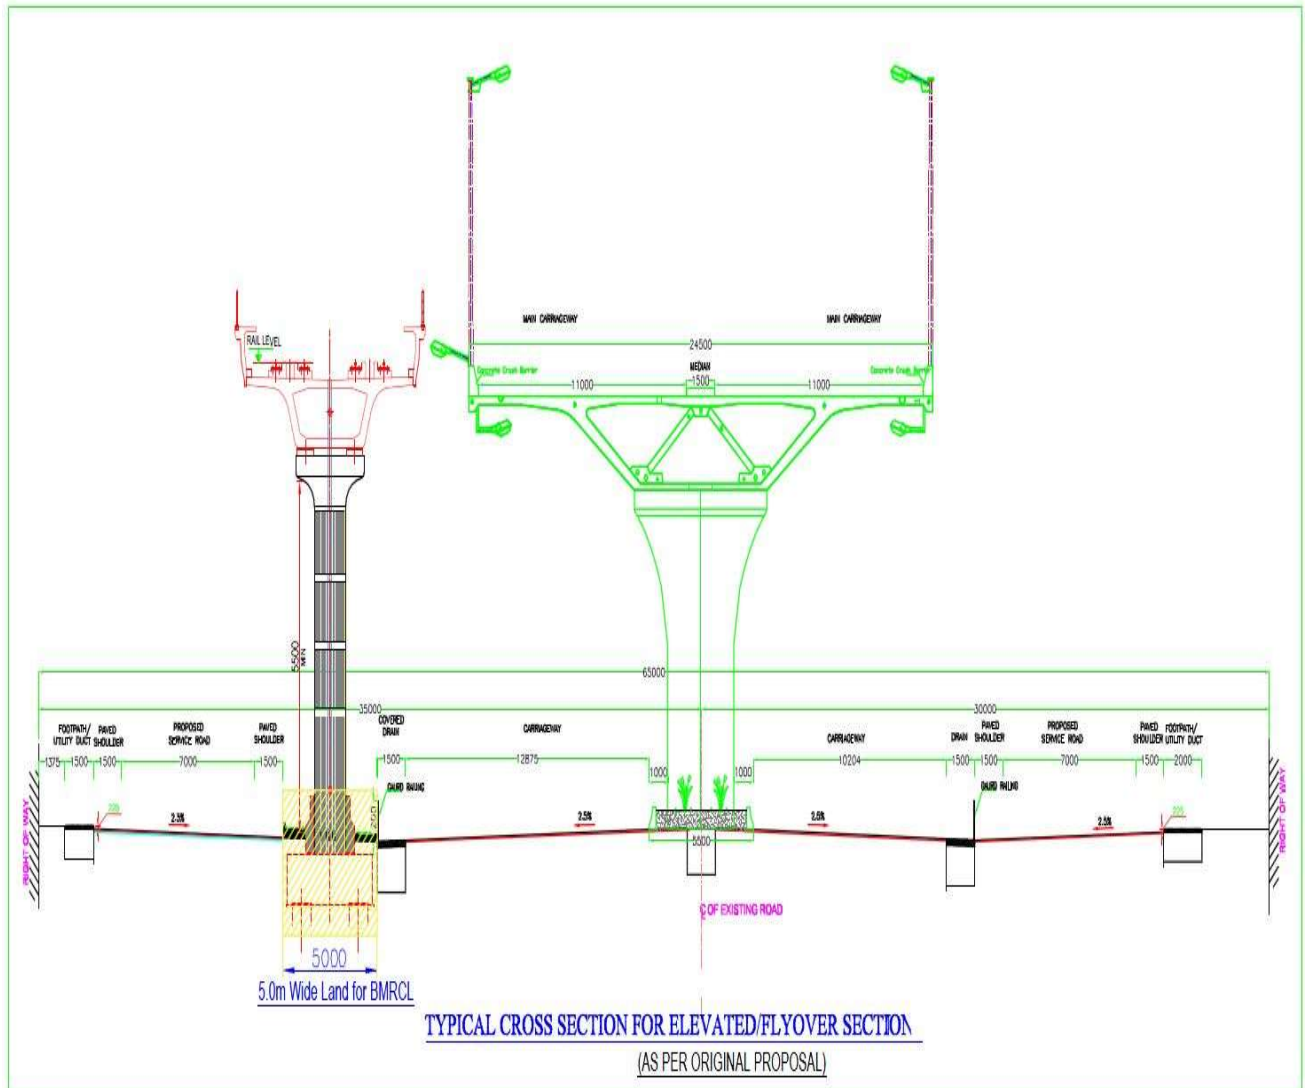 MAIN CARRIAGEWAY
MAIN CARRIAGEWAY
RAIL LEVEL
24500
MEDIAN
Concrete Crash Barrier
Concrete Crash Barrier
11000
1500
11000
5500
MIN
65000
35000
30000
FOOTPATH/
UTILITY DUCT
PAVED
SHOULDER
PROPOSED
SERVICE ROAD
PAVED
SHOULDER
COVERED
DRAIN
CARRIAGEWAY
CARRIAGEWAY
DRAIN
PAVED
SHOULDER
PROPOSED
SERVICE ROAD
PAVED
SHOULDER
FOOTPATH/
UTILITY DUCT
1375
1500
1500
7000
1500
1500
12875
1000
1000
10204
1500
1500
7000
1500
2000
GAURD RAILING
GAURD RAILING
RIGHT OF WAY
2.5%
2.5%
2.5%
RIGHT OF WAY
5500
C OF EXISTING ROAD
5000
5.0m Wide Land for BMRCL
TYPICAL CROSS SECTION FOR ELEVATED/FLYOVER SECTION
(AS PER ORIGINAL PROPOSAL)